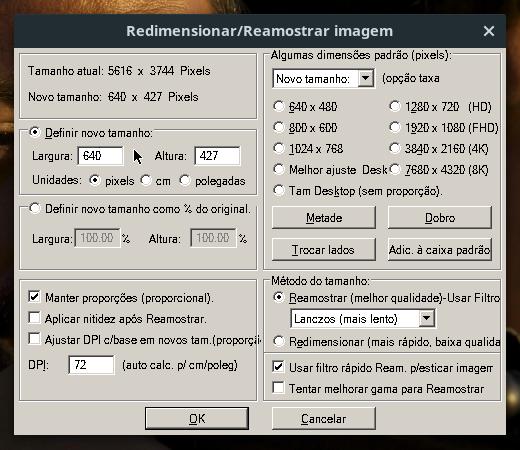 Redimensionar/Reamostrar imagem
Tamanho atual: 5616 x 3744 Pixels
Novo tamanho: 640 x 427 Pixels
Definir novo tamanho:
Largura: 640 Altura: 427
Unidades: pixels cm polegadas
Definir novo tamanho como % do original.
Largura: 100.00 % Altura: 100.00 %
Manter proporções (proporcional).
Aplicar nitidez após Reamostrar.
Ajustar DPI c/base em novos tam.(proporçã
DPI: 72 (auto calc. p/ cm/poleg)
Algumas dimensões padrão (pixels):
Novo tamanho: (opção taxa
640 x 480 1280 x 720 (HD)
800 x 600 1920 x 1080 (FHD)
1024 x 768 3840 x 2160 (4K)
Melhor ajuste Desk 7680 x 4320 (8K)
Tam Desktop (sem proporção).
Metade Dobro
Trocar lados Adic. à caixa padrão
Método do tamanho:
Reamostrar (melhor qualidade)-Usar Filtro
Lanczos (mais lento)
Redimensionar (mais rápido, baixa qualida
Usar filtro rápido Ream. p/esticar imagem
Tentar melhorar gama para Reamostrar
OK Cancelar